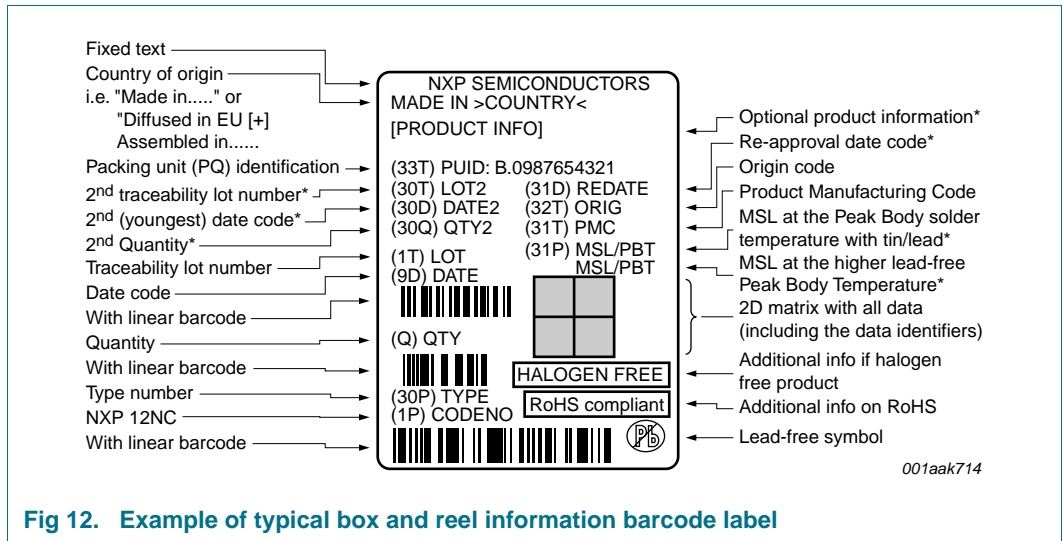 Fixed text
Country of origin
i.e. "Made in....." or
"Diffused in EU [+]
Assembled in......
Packing unit (PQ) identification
2nd traceability lot number*
2nd (youngest) date code*
2nd Quantity*
Traceability lot number
Date code
With linear barcode
Quantity
With linear barcode
Type number
NXP 12NC
With linear barcode
NXP SEMICONDUCTORS
MADE IN >COUNTRY<
[PRODUCT INFO]
(33T) PUID: B.0987654321
(30T) LOT2 (31D) REDATE
(30D) DATE2 (32T) ORIG
(30Q) QTY2 (31T) PMC
(31P) MSL/PBT
(1T) LOT MSL/PBT
(9D) DATE
(Q) QTY
HALOGEN FREE
(30P) TYPE
(1P) CODENO RoHS compliant
Pb
Optional product information*
Re-approval date code*
Origin code
Product Manufacturing Code
MSL at the Peak Body solder
temperature with tin/lead*
MSL at the higher lead-free
Peak Body Temperature*
2D matrix with all data
(including the data identifiers)
Additional info if halogen
free product
Additional info on RoHS
Lead-free symbol
001aak714
Fig 12. Example of typical box and reel information barcode label